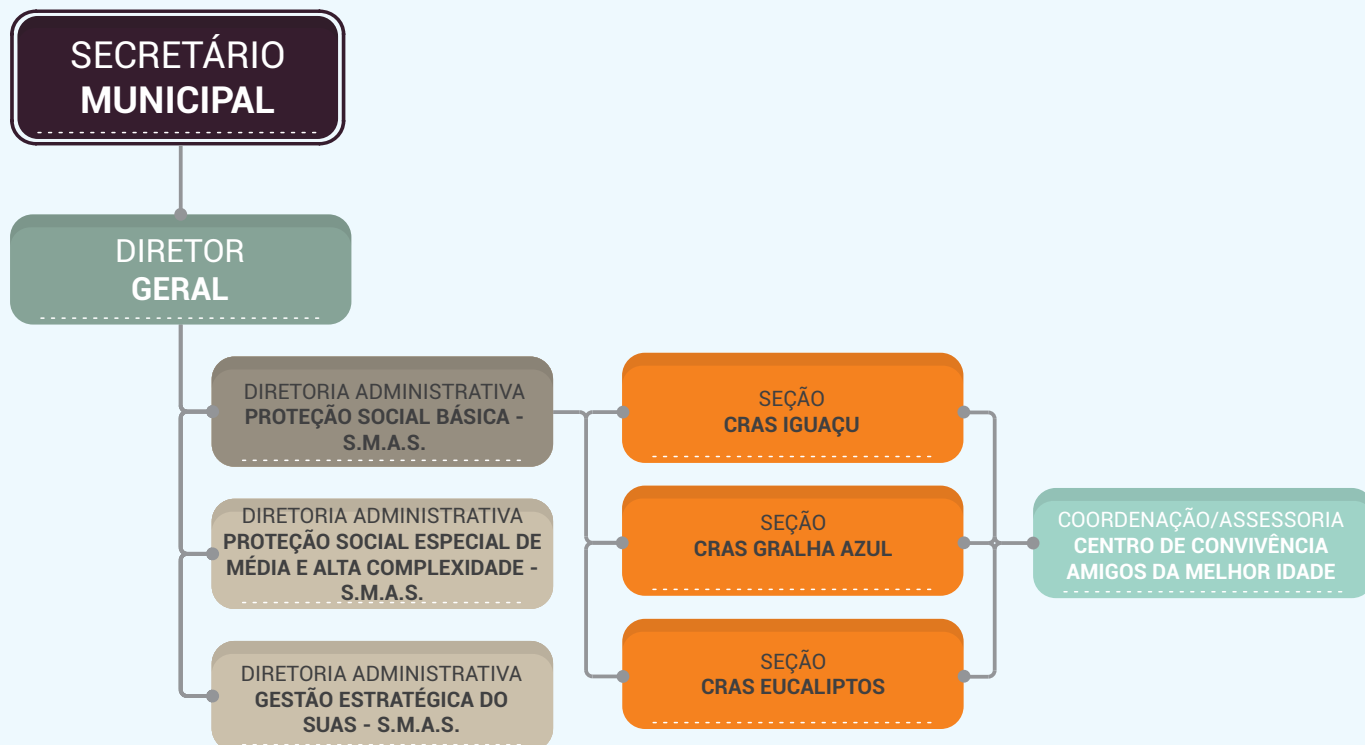 SECRETÁRIO
MUNICIPAL
DIRETOR
GERAL
DIRETORIA ADMINISTRATIVA
PROTEÇÃO SOCIAL BÁSICA -
S.M.A.S.
DIRETORIA ADMINISTRATIVA
PROTEÇÃO SOCIAL ESPECIAL DE
MÉDIA E ALTA COMPLEXIDADE -
S.M.A.S.
DIRETORIA ADMINISTRATIVA
GESTÃO ESTRATÉGICA DO
SUAS - S.M.A.S.
SEÇÃO
CRAS IGUAÇU
SEÇÃO
CRAS GRALHA AZUL
SEÇÃO
CRAS EUCALIPTOS
COORDENAÇÃO/ASSESSORIA
CENTRO DE CONVIVÊNCIA
AMIGOS DA MELHOR IDADE